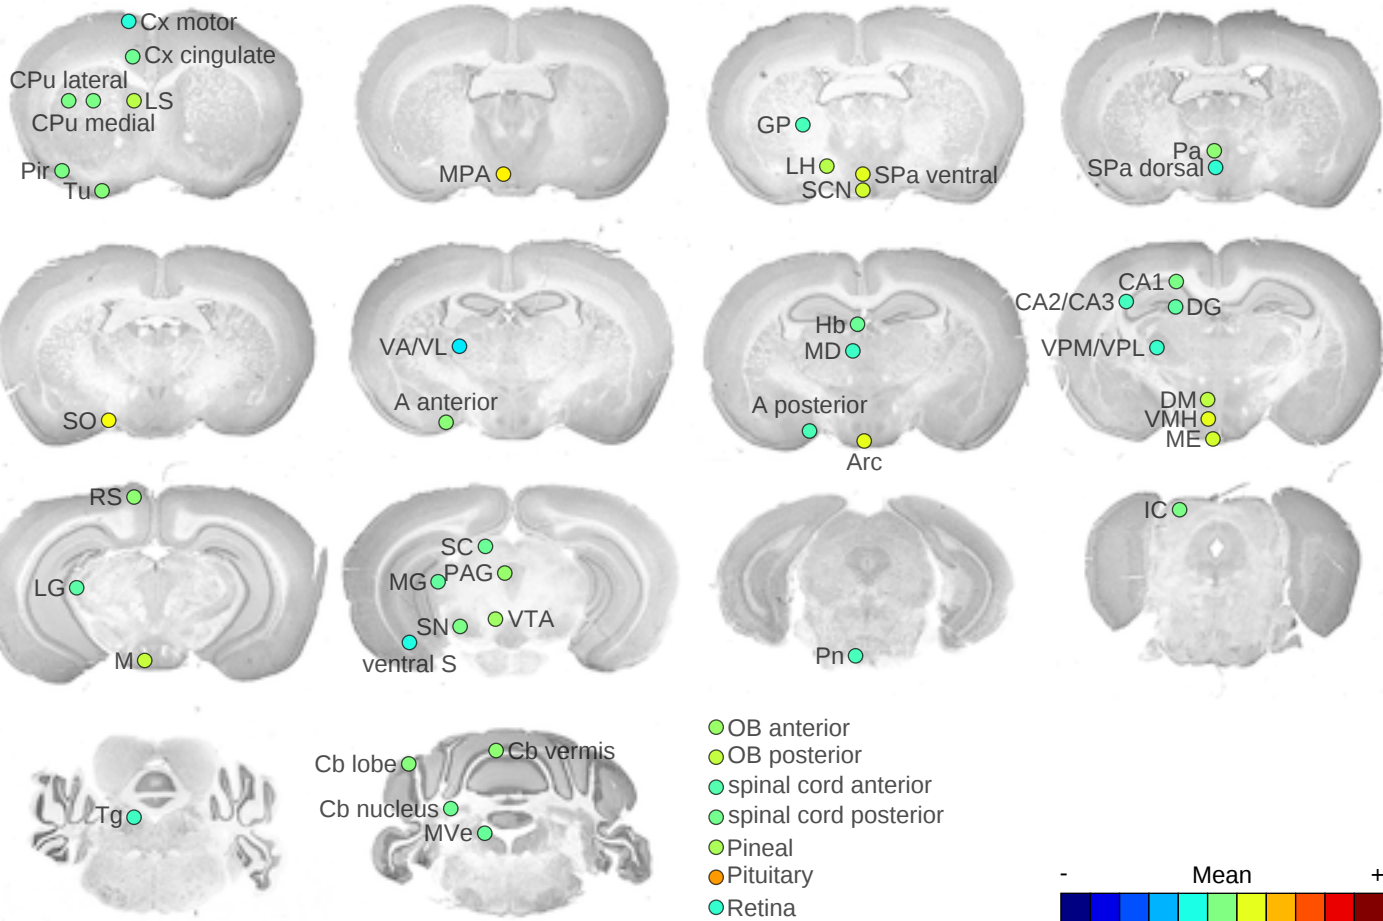 Cx motor
Cx cingulate
CPu lateral
LS
CPu medial
Pir
Tu
MPA
GP
LH
SPa ventral
SCN
Pa
SPa dorsal
SO
VA/VL
A anterior
Hb
MD
A posterior
Arc
CA1
CA2/CA3
DG
VPM/VPL
DM
VMH
ME
RS
LG
M
SC
MG
PAG
SN
VTA
ventral S
Pn
IC
Tg
Cb lobe
Cb vermis
Cb nucleus
MVe
OB anterior
OB posterior
spinal cord anterior
spinal cord posterior
Pineal
Pituitary
Retina
- Mean +